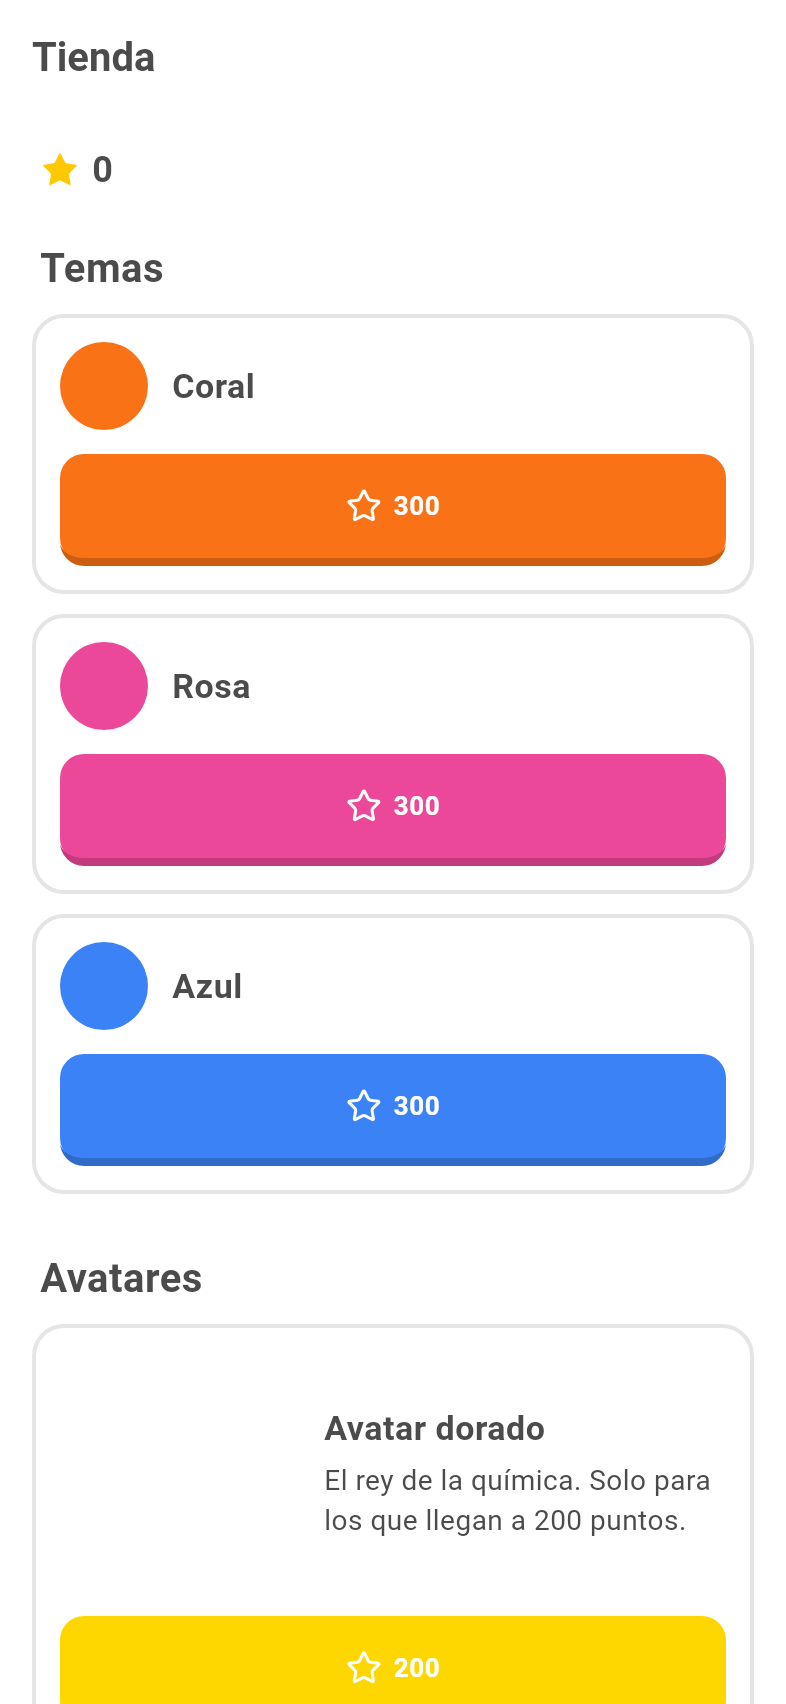 Tienda
0
Temas
Coral
300
Rosa
300
Azul
300
Avatares
Avatar dorado
El rey de la química. Solo para
los que llegan a 200 puntos.
200